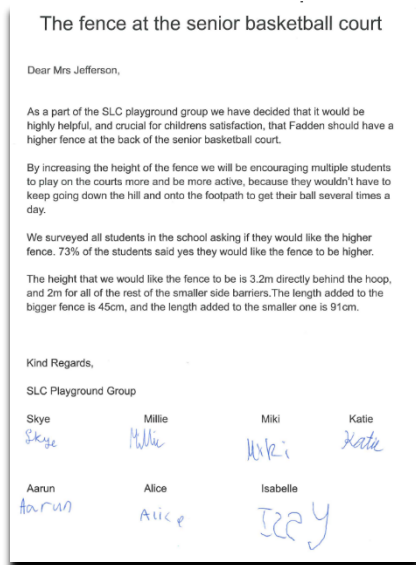 The fence at the senior basketball court
Dear Mrs Jefferson,
As a part of the SLC playground group we have decided that it would be
highly helpful, and crucial for childrens satisfaction, that Fadden should have a
higher fence at the back of the senior basketball court.
By increasing the height of the fence we will be encouraging multiple students
to play on the courts more and be more active, because they wouldn't have to
keep going down the hill and onto the footpath to get their ball several times a
day.
We surveyed all students in the school asking if they would like the higher
fence. 73% of the students said yes they would like the fence to be higher.
The height that we would like the fence to be is 3.2m directly behind the hoop,
and 2m for all of the rest of the smaller side barriers.The length added to the
bigger fence is 45cm, and the length added to the smaller one is 91cm.
Kind Regards,
SLC Playground Group
Skye Millie Miki Katie
Skye Millie Miki Katie
Aarun Alice Isabelle
Aarun Alice Izzy